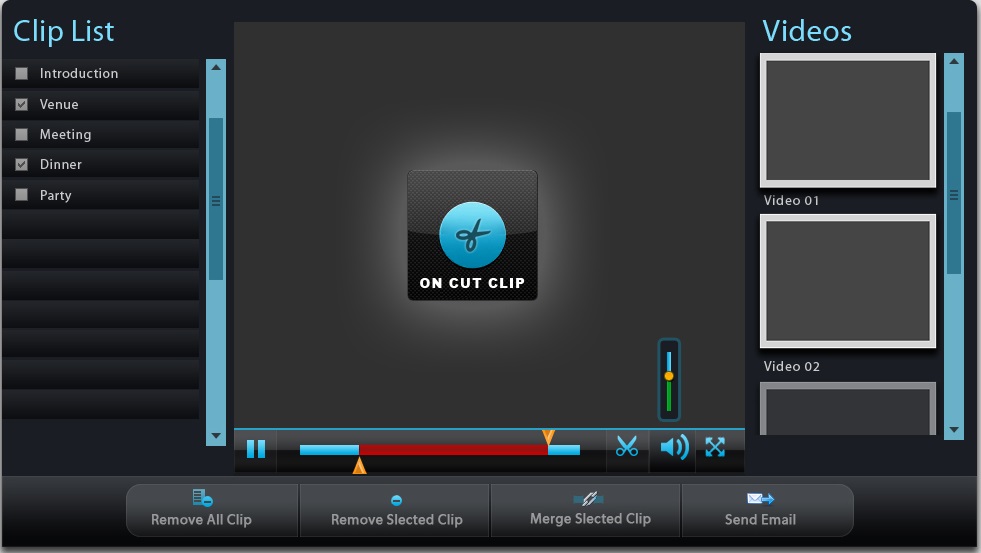 Clip List
Introduction
Venue
Meeting
Dinner
Party
ON CUT CLIP
Videos
Video 01
Video 02
Remove All Clip
Remove Slected Clip
Merge Slected Clip
Send Email